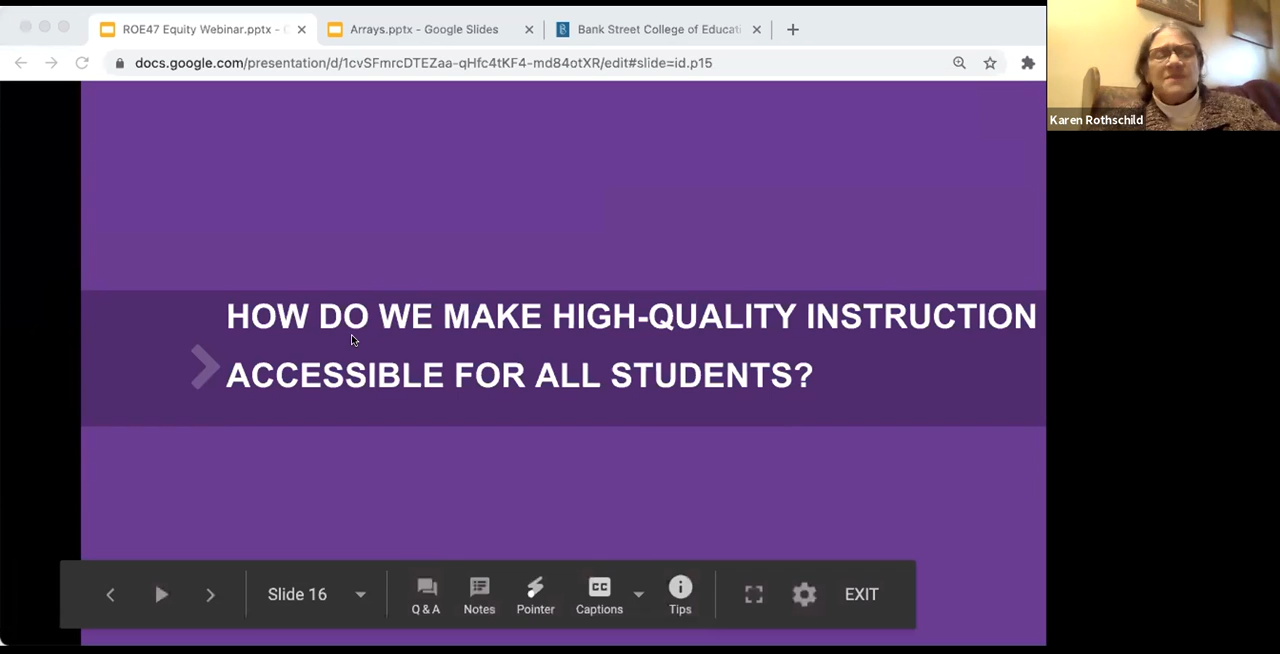 ROE47 Equity Webinar.pptx -
Arrays.pptx - Google Slides
Bank Street College of Educati
docs.google.com/presentation/d/1cvSFmrcDTEZaa-qHfc4tKF4-md84otXR/edit#slide=id.p15
Karen Rothschild
HOW DO WE MAKE HIGH-QUALITY INSTRUCTION
ACCESSIBLE FOR ALL STUDENTS?
Slide 16
Q & A
Notes
Pointer
CC
Captions
Tips
EXIT